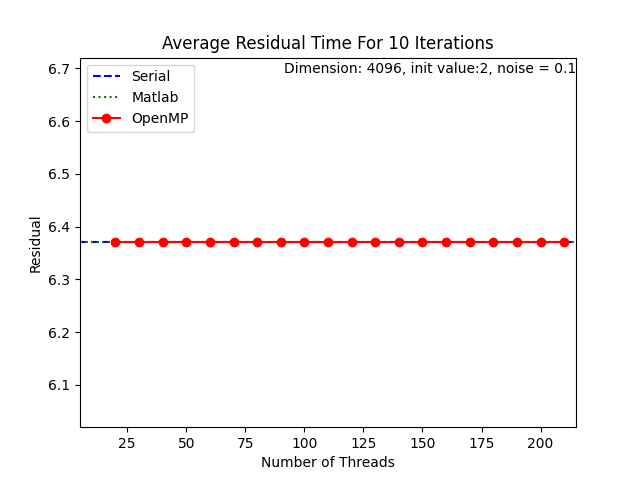 Average Residual Time For 10 Iterations
Dimension: 4096, init value:2, noise = 0.1
Serial
Matlab
OpenMP
6.7
6.6
6.5
6.4
6.3
6.2
6.1
Residual
25 50 75 100 125 150 175 200
Number of Threads